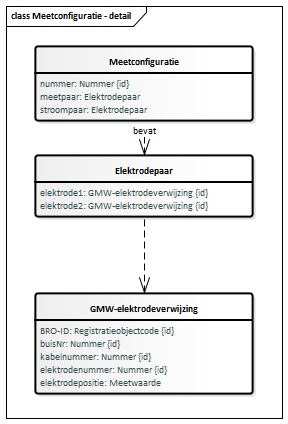 class Meetconfiguratie - detail
Meetconfiguratie
nummer: Nummer {id}
meetpaar: Elektrodepaar
stroompaar: Elektrodepaar
bevat
Elektrodepaar
elektrode1: GMW-elektrodeverwijzing {id}
elektrode2: GMW-elektrodeverwijzing {id}
GMW-elektrodeverwijzing
BRO-ID: Registratieobjectcode {id}
buisNr: Nummer {id}
kabelnummer: Nummer {id}
elektrodenummer: Nummer {id}
elektrodepositie: Meetwaarde